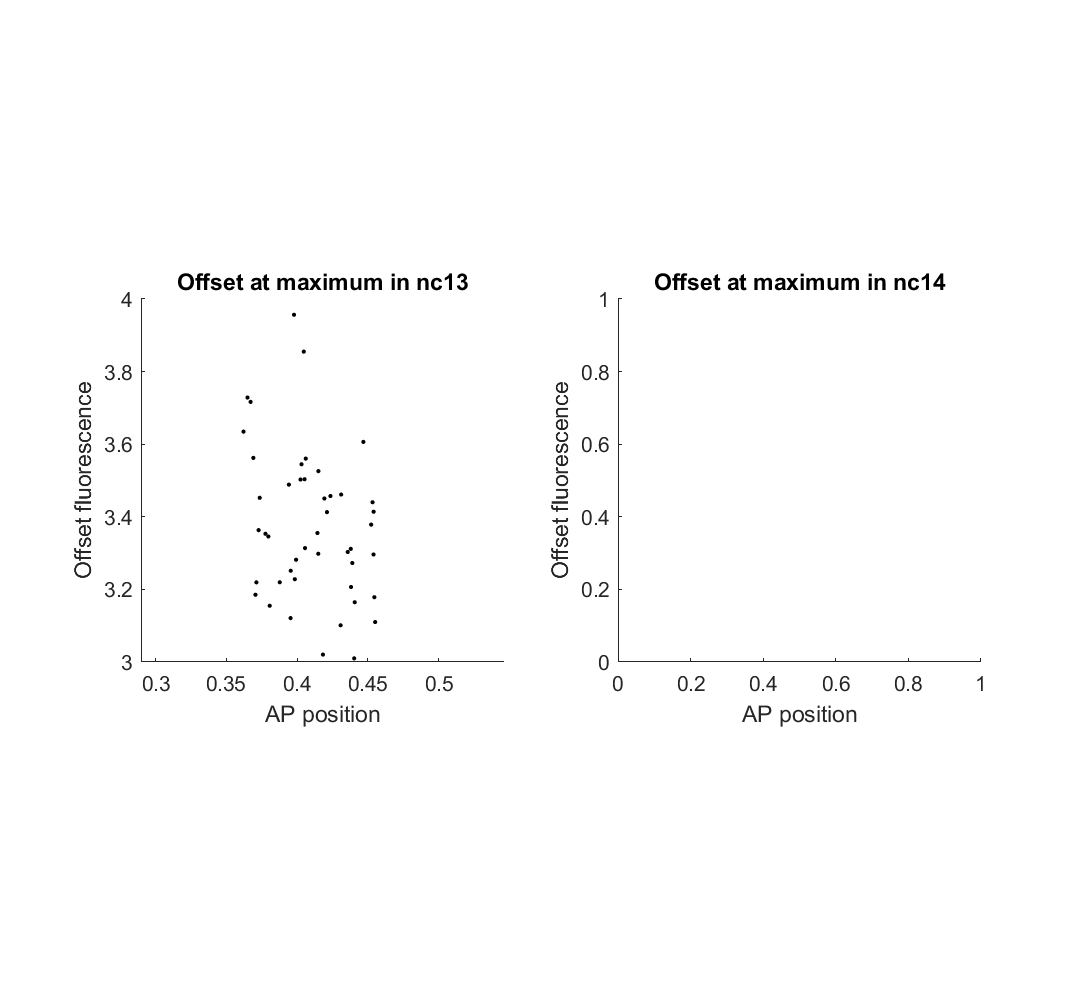 Offset at maximum in nc13
4
3.8
3.6
3.4
3.2
3
Offset fluorescence
0.3 0.35 0.4 0.45 0.5
AP position
Offset at maximum in nc14
1
0.8
0.6
0.4
0.2
0
Offset fluorescence
0 0.2 0.4 0.6 0.8 1
AP position